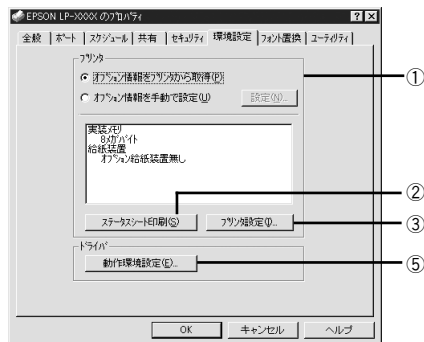 EPSON LP-XXXX のﾌﾟﾛﾊﾟﾃｨ
全般 ﾎﾟｰﾄ ｽｹｼﾞｭｰﾙ 共有 ｾｷｭﾘﾃｨ 環境設定 ﾌｫﾝﾄ置換 ﾕｰﾃｨﾘﾃｨ
ﾌﾟﾘﾝﾀ
ｵﾌﾟｼｮﾝ情報をﾌﾟﾘﾝﾀから取得(P)
①
ｵﾌﾟｼｮﾝ情報を手動で設定(U) 設定(N)...
実装ﾒﾓﾘ
8ﾒｶﾞﾊﾞｲﾄ
給紙装置
ｵﾌﾟｼｮﾝ給紙装置無し
②
ｽﾃｰﾀｽｼｰﾄ印刷(S) ﾌﾟﾘﾝﾀ設定(I)...
③
ﾄﾞﾗｲﾊﾞ
動作環境設定(E)...
⑤
OK キャンセル ヘルプ